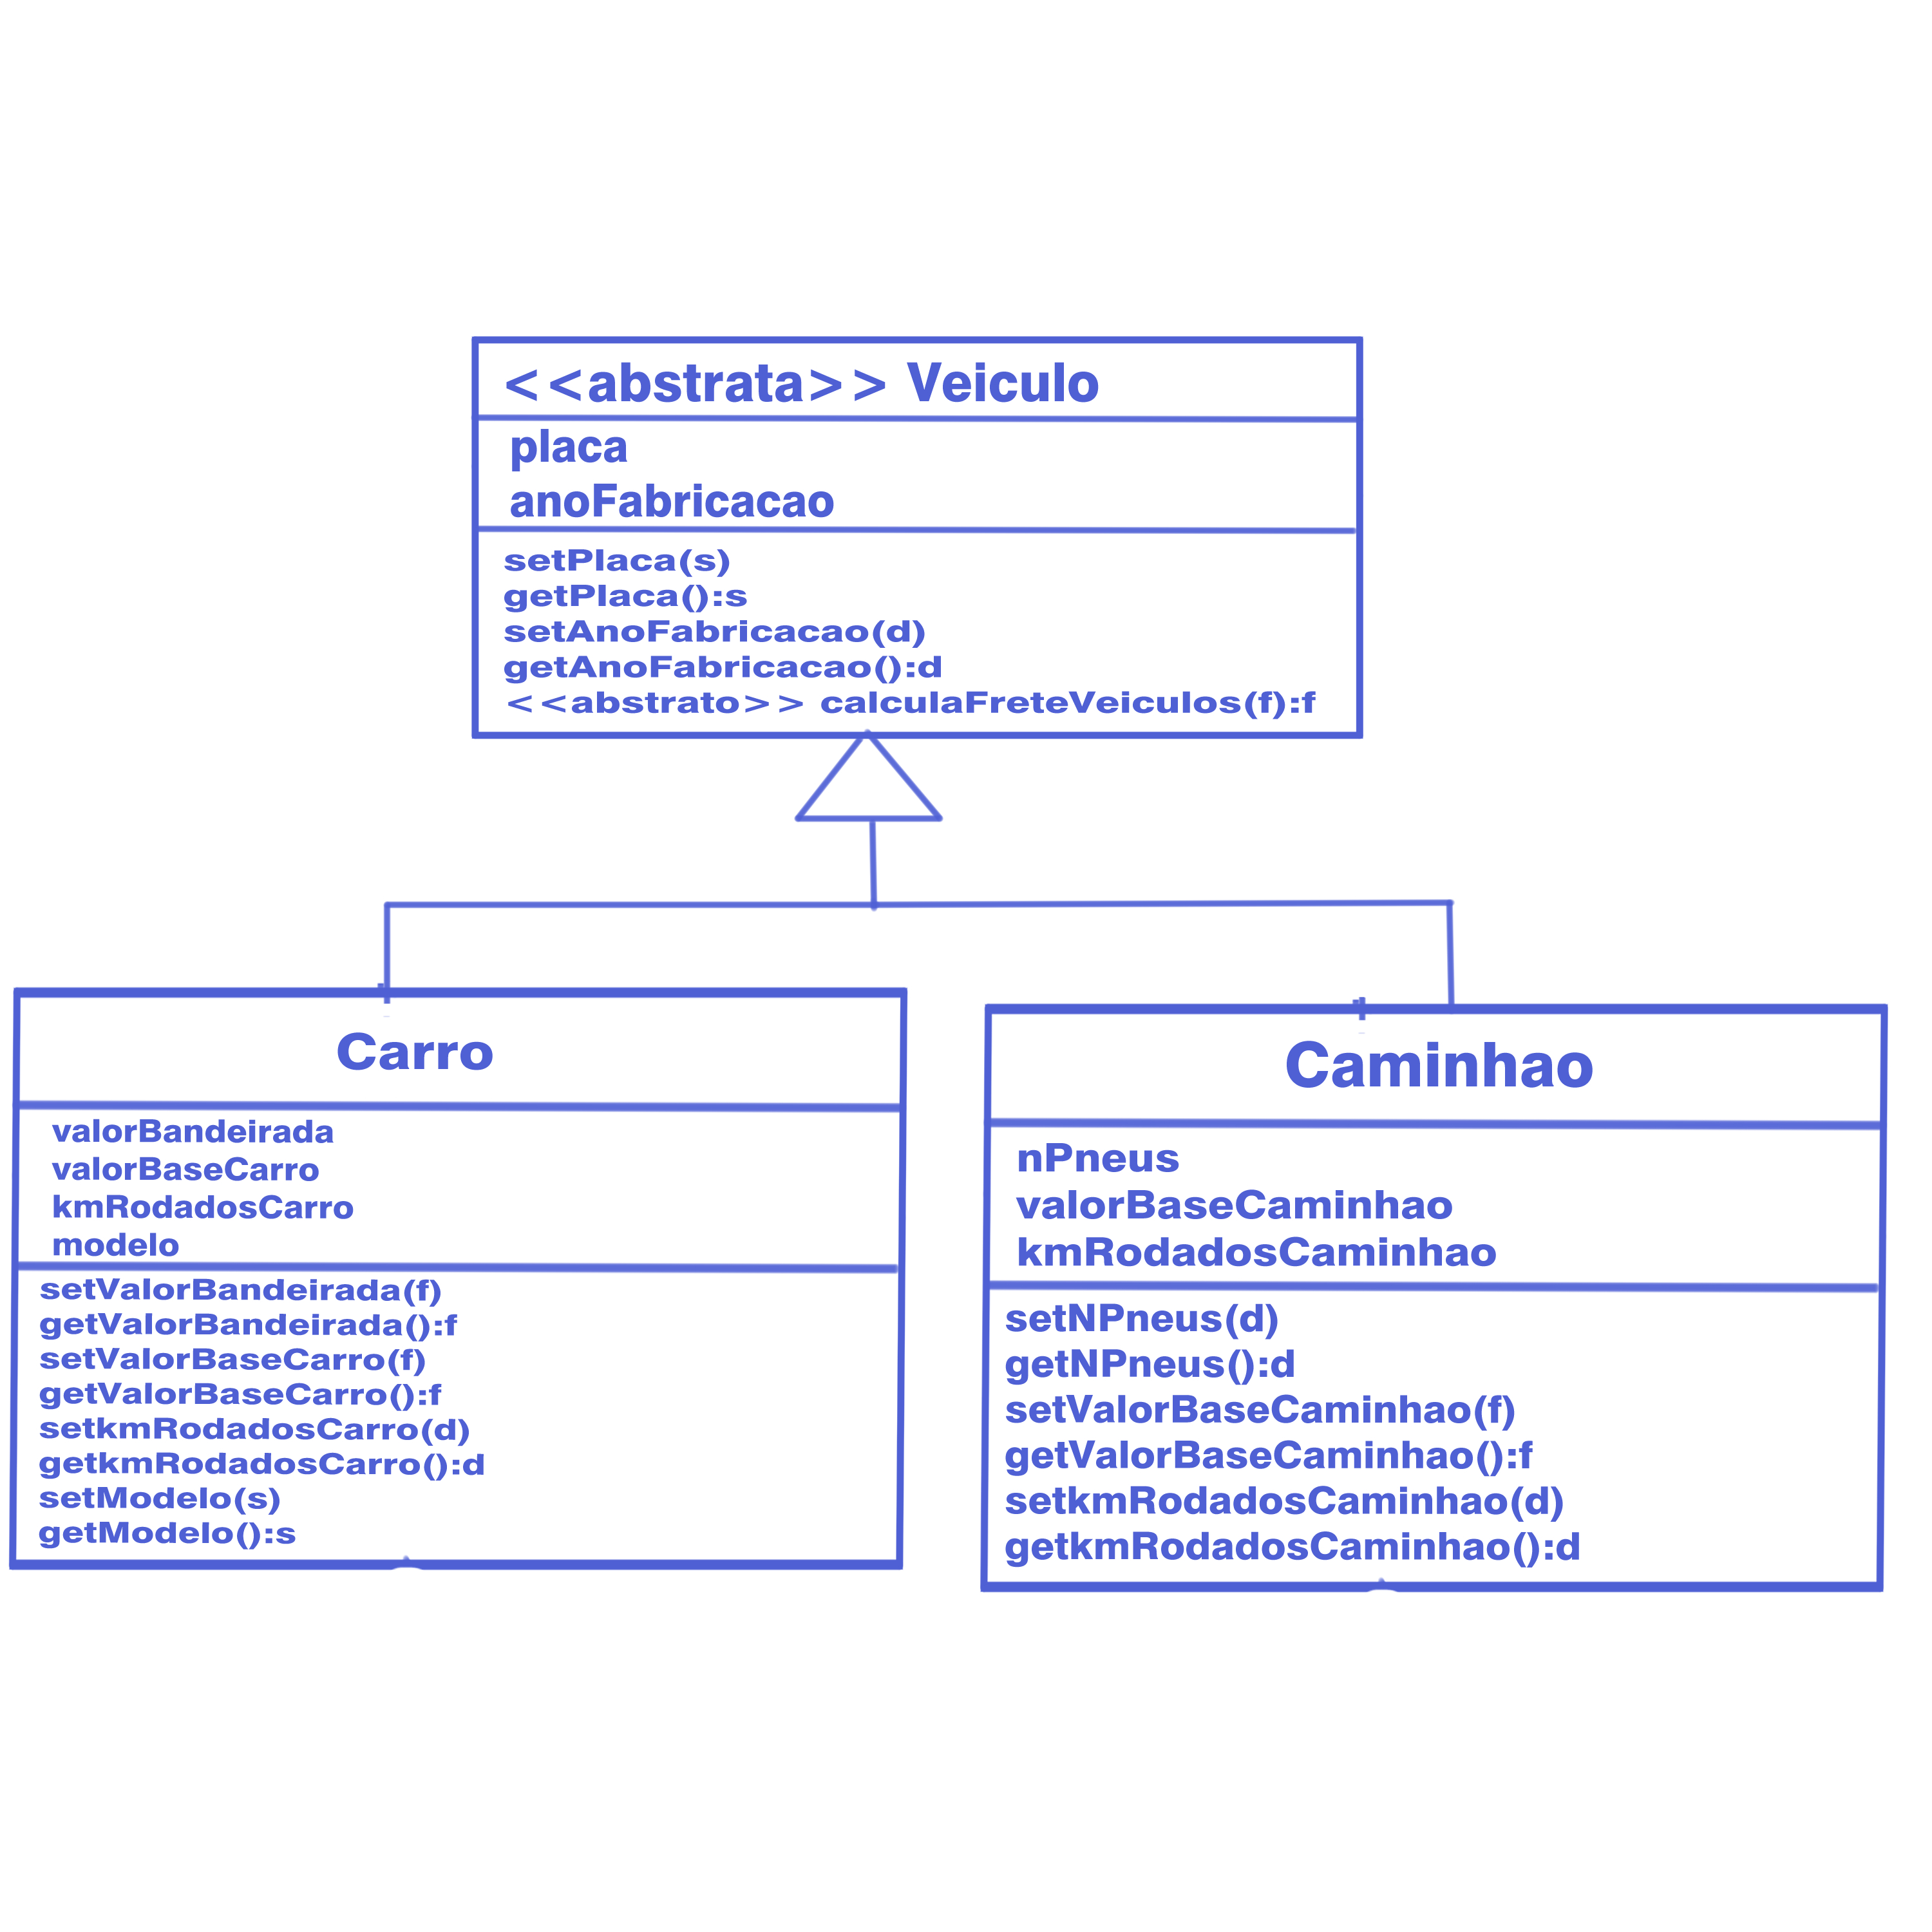 <<abstrata>> Veiculo
placa
anoFabricacao
setPlaca(s)
getPlaca():s
setAnoFabricacao(d)
getAnoFabricacao():d
<<abstrato>> calculaFreteVeiculos(f):f
Carro
valorBandeirada
valorBaseCarro
kmRodadosCarro
modelo
setValorBandeirada(f)
getValorBandeirada():f
setValorBaseCarro(f)
getValorBaseCarro():f
setkmRodadosCarro(d)
getkmRodadosCarro():d
setModelo(s)
getModelo():s
Caminhao
nPneus
valorBaseCaminhao
kmRodadosCaminhao
setNPneus(d)
getNPneus():d
setValorBaseCaminhao(f)
getValorBaseCaminhao():f
setkmRodadosCaminhao(d)
getkmRodadosCaminhao():d